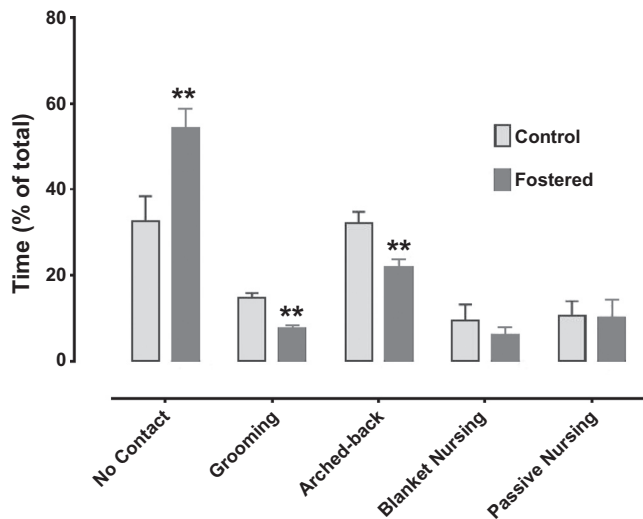 Time (% of total)
80
60
40
20
0
**
**
**
Control
Fostered
No Contact
Grooming
Arched-back
Blanket Nursing
Passive Nursing